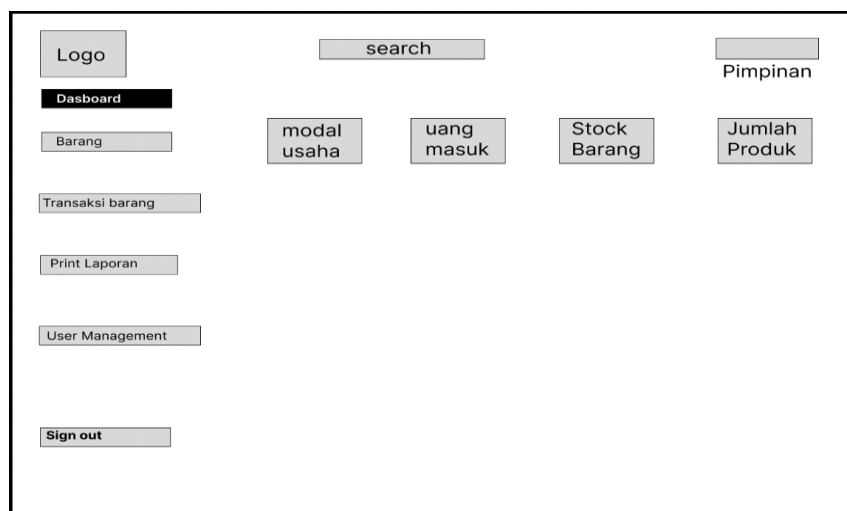 Logo
search
Pimpinan
Dasboard
Barang
modal
usaha
uang
masuk
Stock
Barang
Jumlah
Produk
Transaksi barang
Print Laporan
User Management
Sign out